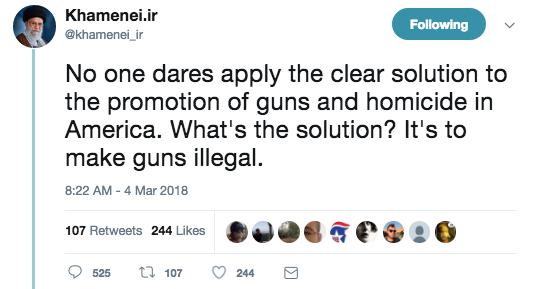 Khamenei.ir
@khamenei_ir
Following
No one dares apply the clear solution to
the promotion of guns and homicide in
America. What's the solution? It's to
make guns illegal.
8:22 AM - 4 Mar 2018
107 Retweets 244 Likes
525 107 244